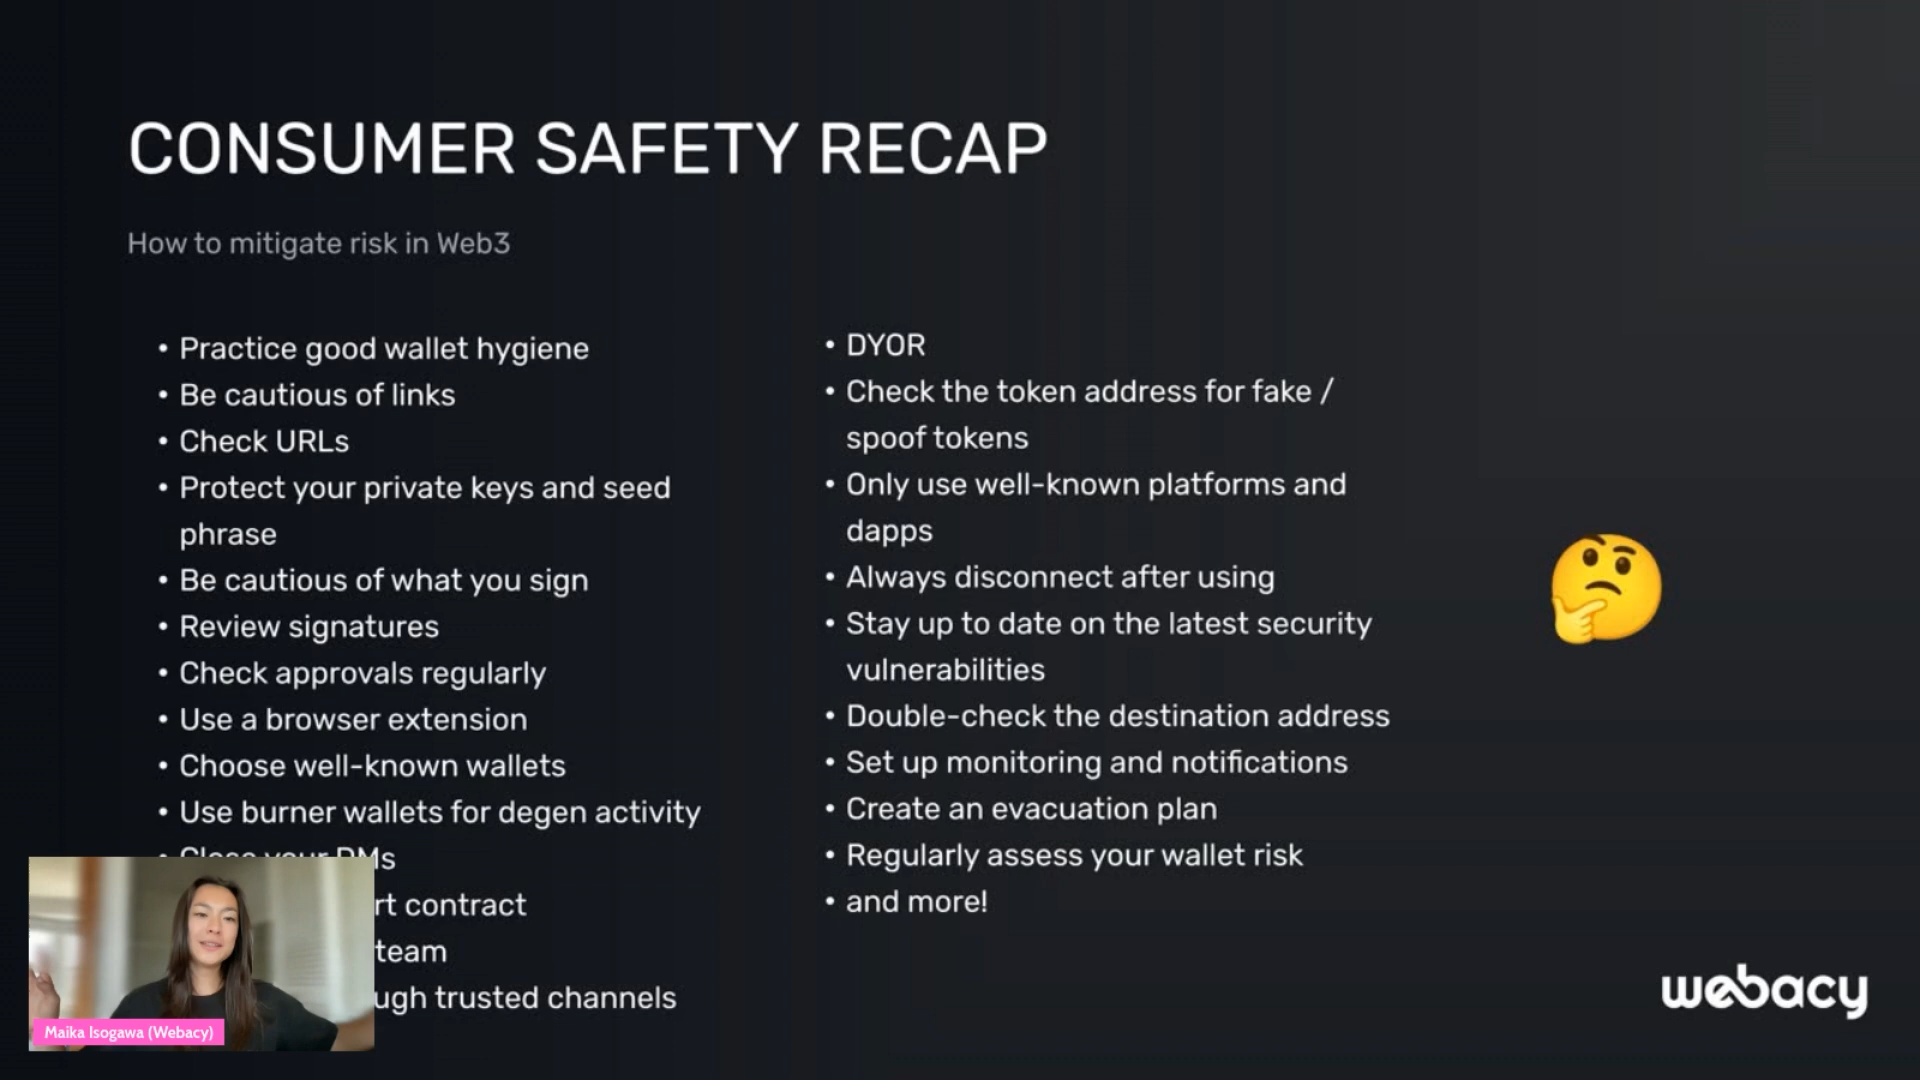 CONSUMER SAFETY RECAP
How to mitigate risk in Web3
• Practice good wallet hygiene
• Be cautious of links
• Check URLs
• Protect your private keys and seed
phrase
• Be cautious of what you sign
• Review signatures
• Check approvals regularly
• Use a browser extension
• Choose well-known wallets
• Use burner wallets for degen activity
• Close your DMs
contract
team
trusted channels
• DYOR
• Check the token address for fake /
spoof tokens
• Only use well-known platforms and
dapps
• Always disconnect after using
• Stay up to date on the latest security
vulnerabilities
• Double-check the destination address
• Set up monitoring and notifications
• Create an evacuation plan
• Regularly assess your wallet risk
• and more!
webacy
Maika Isogawa (Webacy)